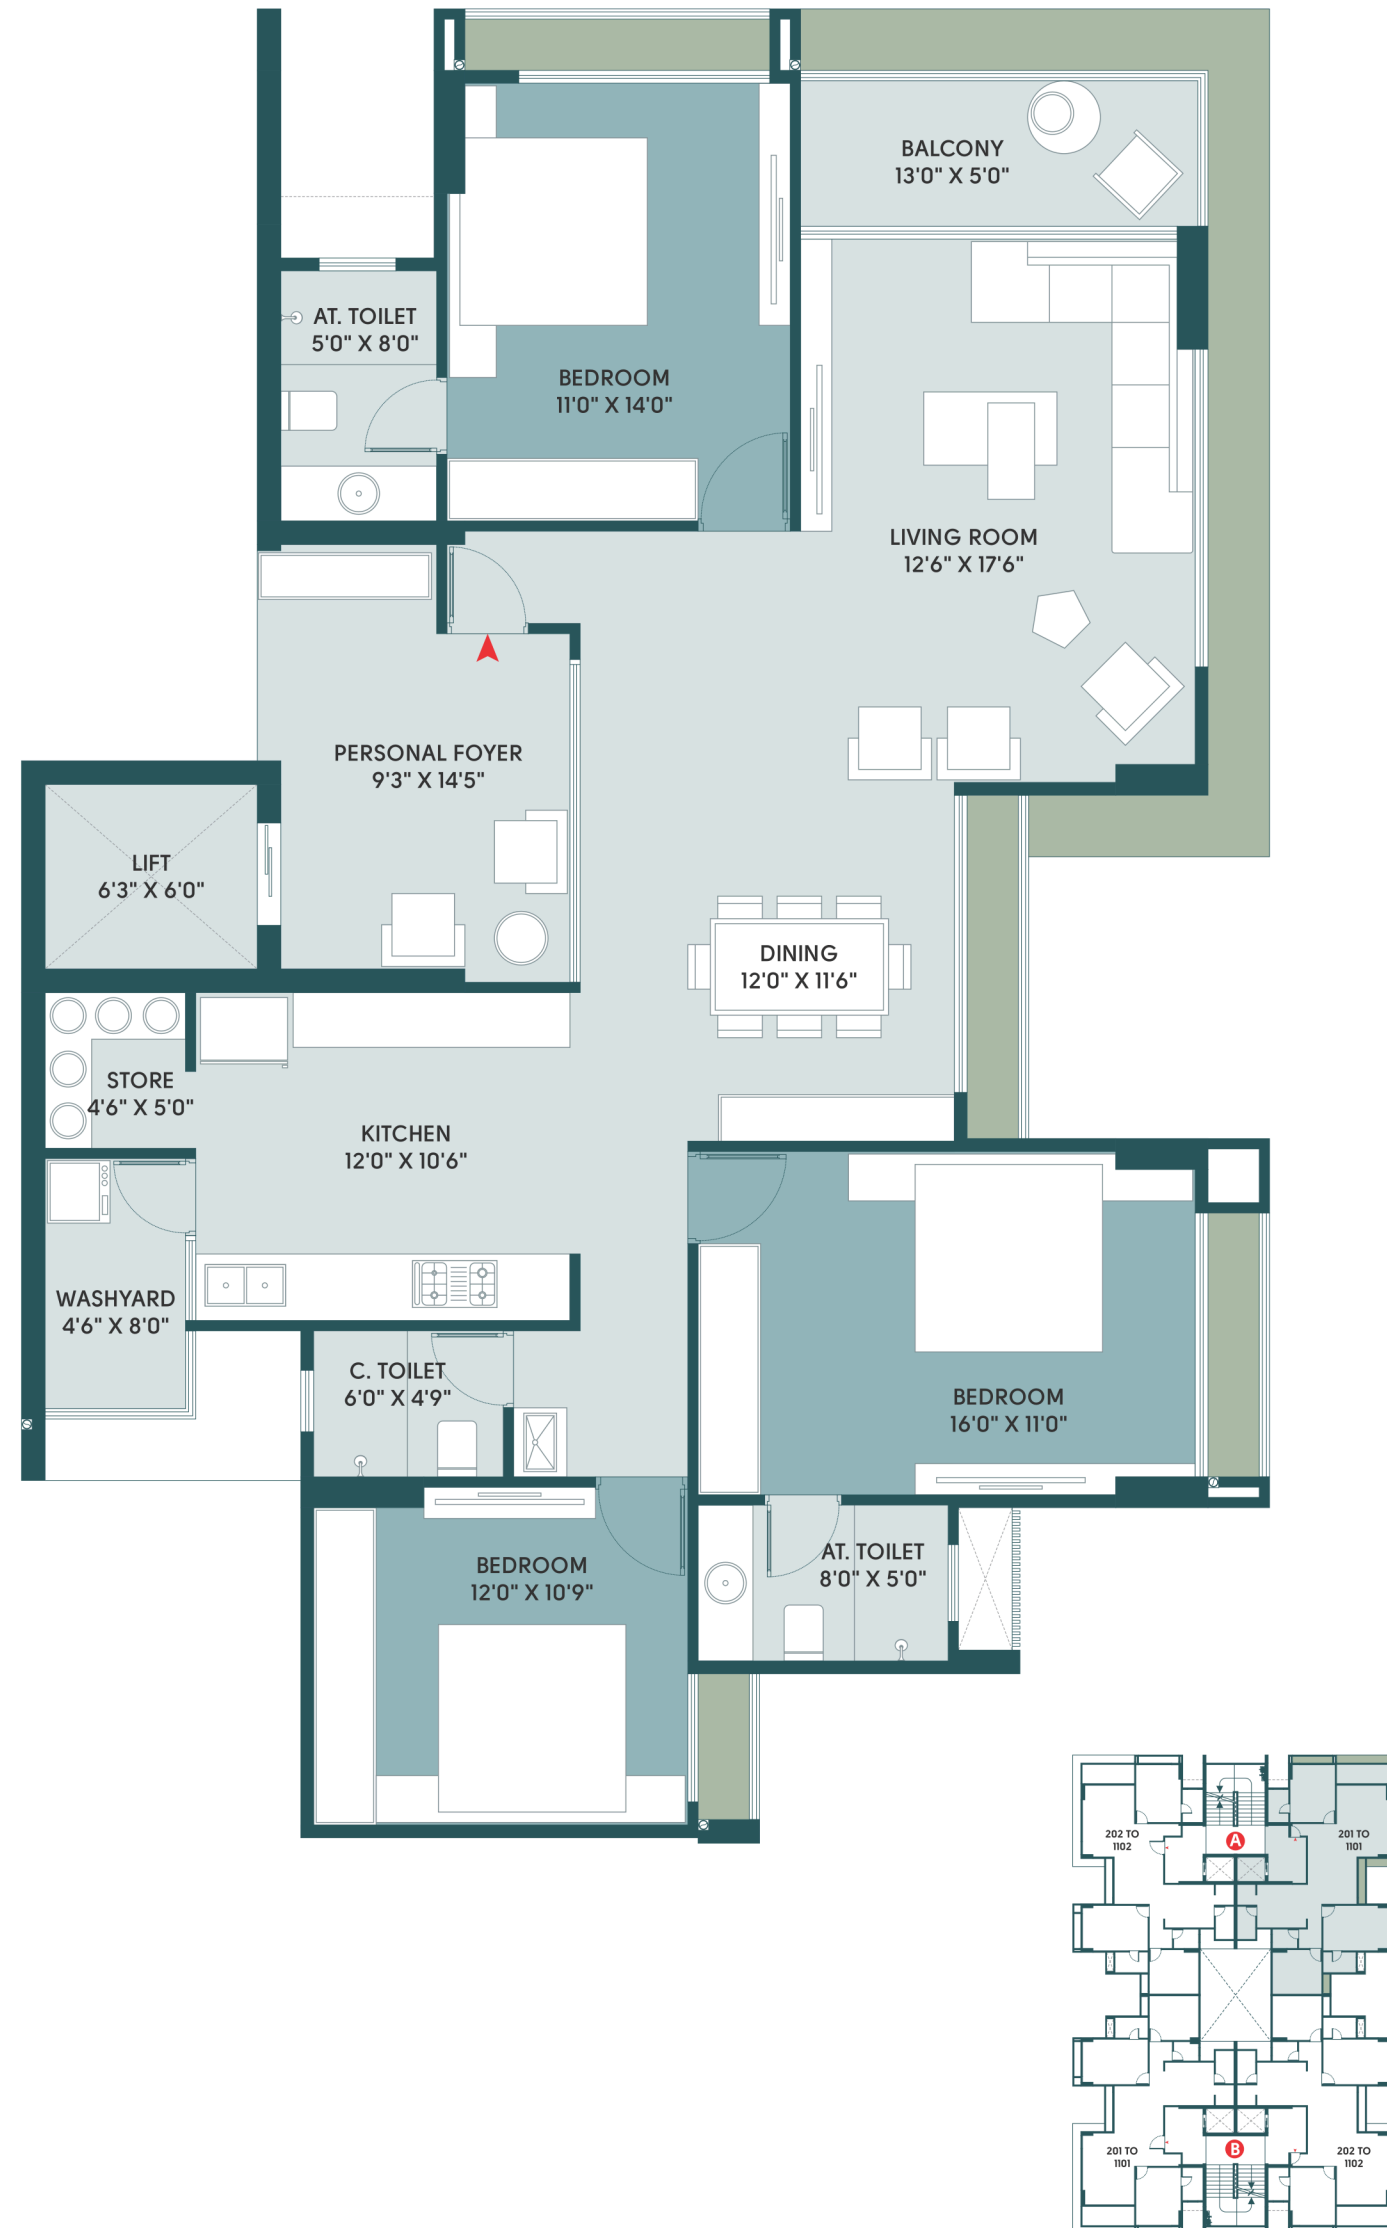 BALCONY
13'0" X 5'0"
AT. TOILET
5'0" X 8'0"
BEDROOM
11'0" X 14'0"
LIVING ROOM
12'6" X 17'6"
PERSONAL FOYER
9'3" X 14'5"
LIFT
6'3" X 6'0"
DINING
12'0" X 11'6"
STORE
4'6" X 5'0"
KITCHEN
12'0" X 10'6"
WASHYARD
4'6" X 8'0"
C. TOILET
6'0" X 4'9"
BEDROOM
16'0" X 11'0"
BEDROOM
12'0" X 10'9"
AT. TOILET
8'0" X 5'0"
202 TO
1102
A
201 TO
1101
201 TO
1101
B
202 TO
1102